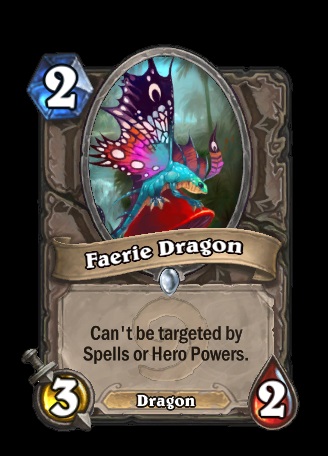 2
Faerie Dragon
Can't be targeted by
Spells or Hero Powers.
3
Dragon
2